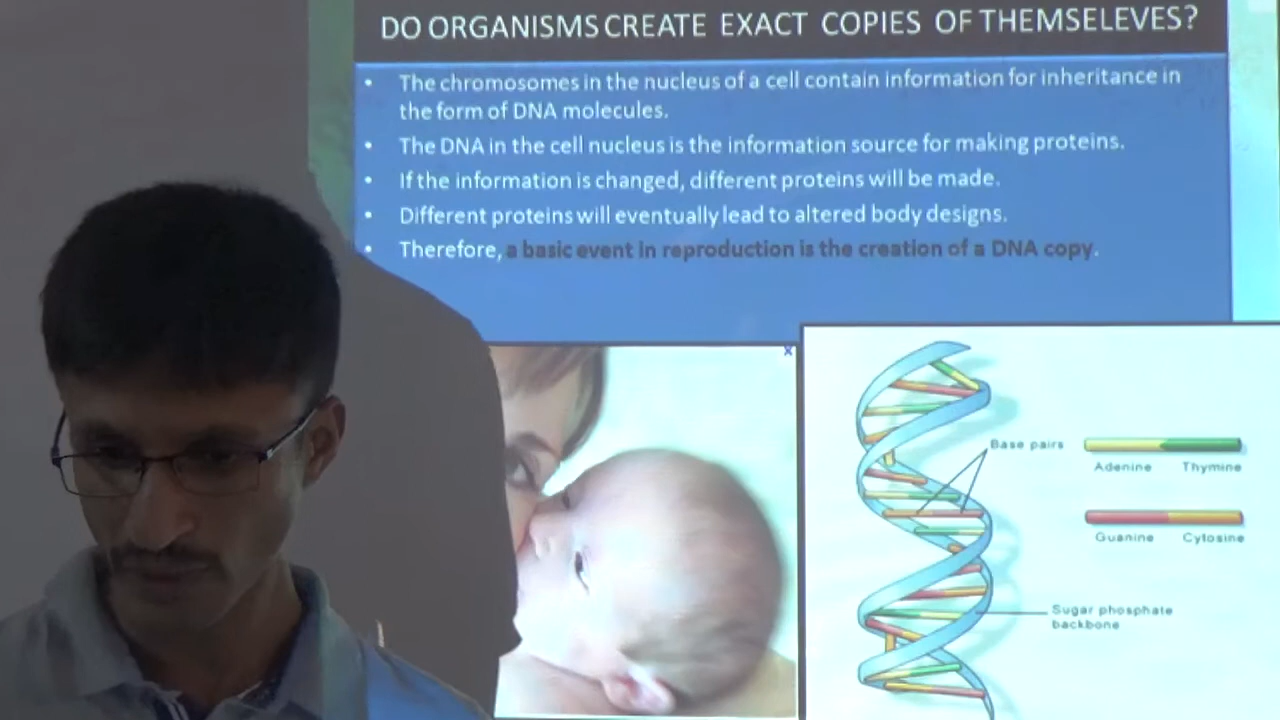 DO ORGANISMS CREATE EXACT COPIES OF THEMSELEVES?
• The chromosomes in the nucleus of a cell contain information for inheritance in
the form of DNA molecules.
• The DNA in the cell nucleus is the information source for making proteins.
• If the information is changed, different proteins will be made.
• Different proteins will eventually lead to altered body designs.
• Therefore, a basic event in reproduction is the creation of a DNA copy.
Base pairs
Adenine Thymine
Guanine Cytosine
Sugar phosphate
backbone